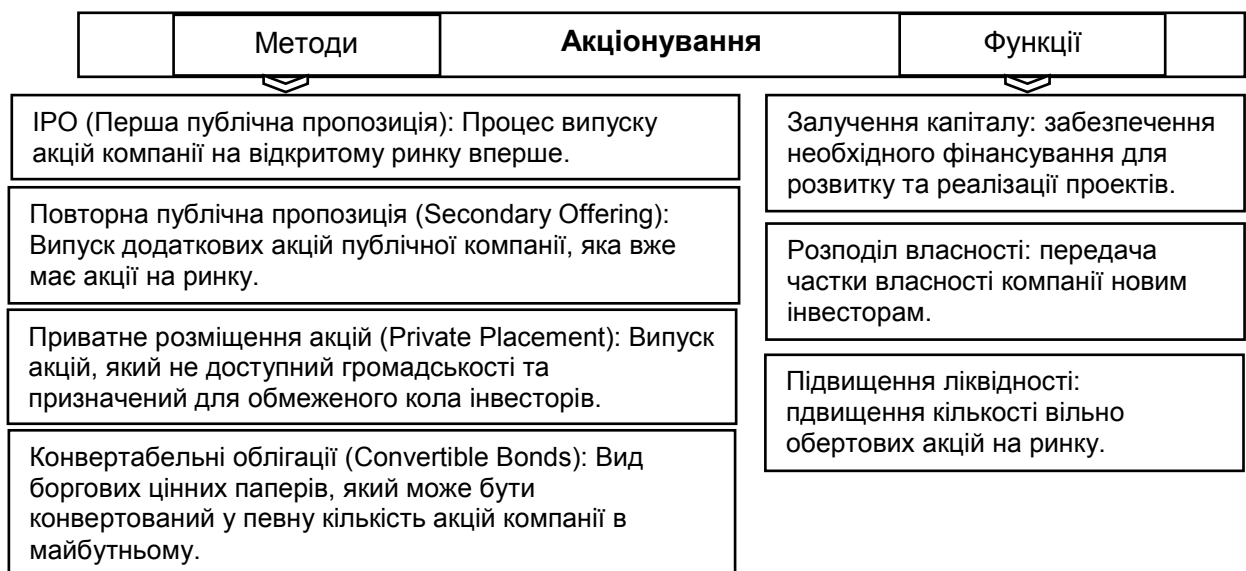 Методи
Акціонування
Функції
IPO (Перша публічна пропозиція): Процес випуску
акцій компанії на відкритому ринку вперше.
Повторна публічна пропозиція (Secondary Offering):
Випуск додаткових акцій публічної компанії, яка вже
має акції на ринку.
Приватне розміщення акцій (Private Placement): Випуск
акцій, який не доступний громадськості та
призначений для обмеженого кола інвесторів.
Конвертабельні облігації (Convertible Bonds): Вид
боргових цінних паперів, який може бути
конвертований у певну кількість акцій компанії в
майбутньому.
Залучення капіталу: забезпечення
необхідного фінансування для
розвитку та реалізації проектів.
Розподіл власності: передача
частки власності компанії новим
інвесторам.
Підвищення ліквідності:
пдвищення кількості вільно
обертових акцій на ринку.